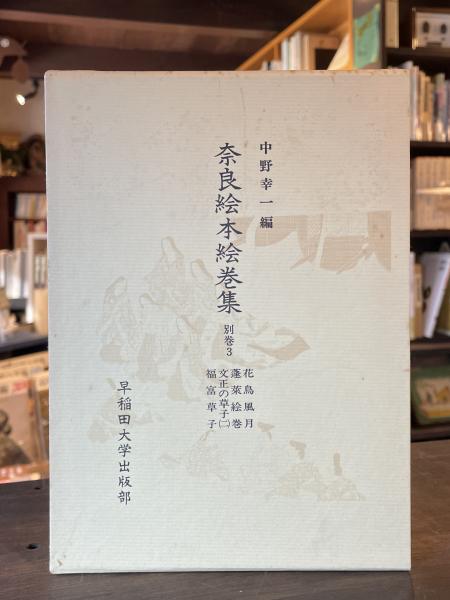 中野幸一編
奈良絵本絵巻集
別巻3
花鳥風月
蓬萊絵巻
文正の草子㈡
福富草子
早稲田大学出版部